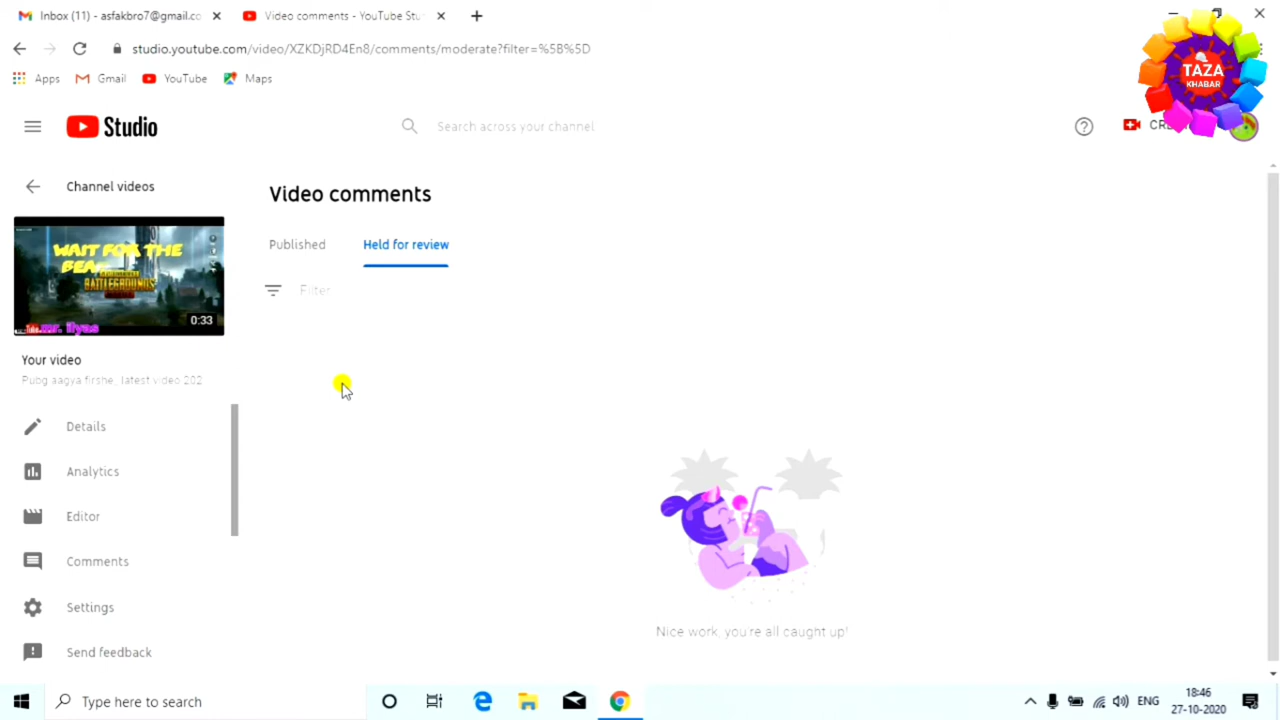 Inbox (11) - asfakbro7@gmail.co
Video comments - YouTube Stu
studio.youtube.com/video/XZKDjRD4En8/comments/moderate?filter=%5B%5D
Apps
Gmail
YouTube
Maps
TAZA
KHABAR
Studio
Search across your channel
Channel videos
Video comments
Published
Held for review
Filter
WAIT FOR THE
BEA
BATTLEGROUNDS
mr. ilyas
0:33
Your video
Pubg aagya firshe, latest video 202
Details
Analytics
Editor
Comments
Settings
Send feedback
Nice work, you're all caught up!
Type here to search
ENG
18:46
27-10-2020